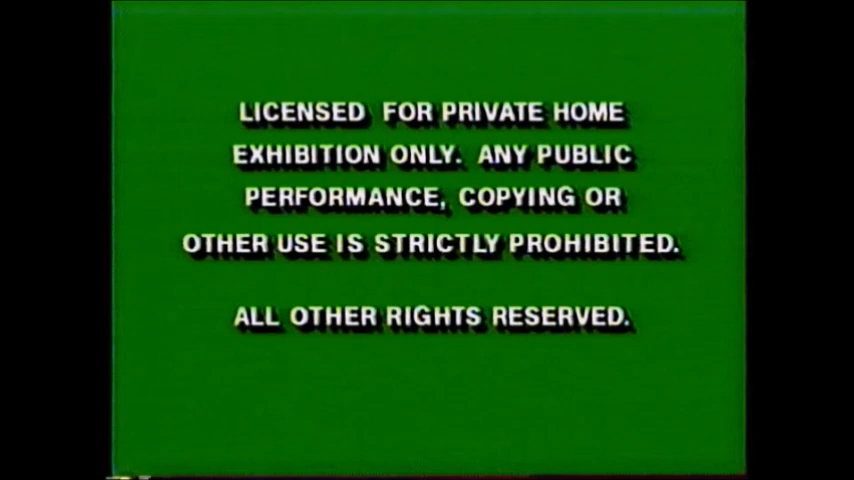 LICENSED FOR PRIVATE HOME
EXHIBITION ONLY. ANY PUBLIC
PERFORMANCE, COPYING OR
OTHER USE IS STRICTLY PROHIBITED.
ALL OTHER RIGHTS RESERVED.